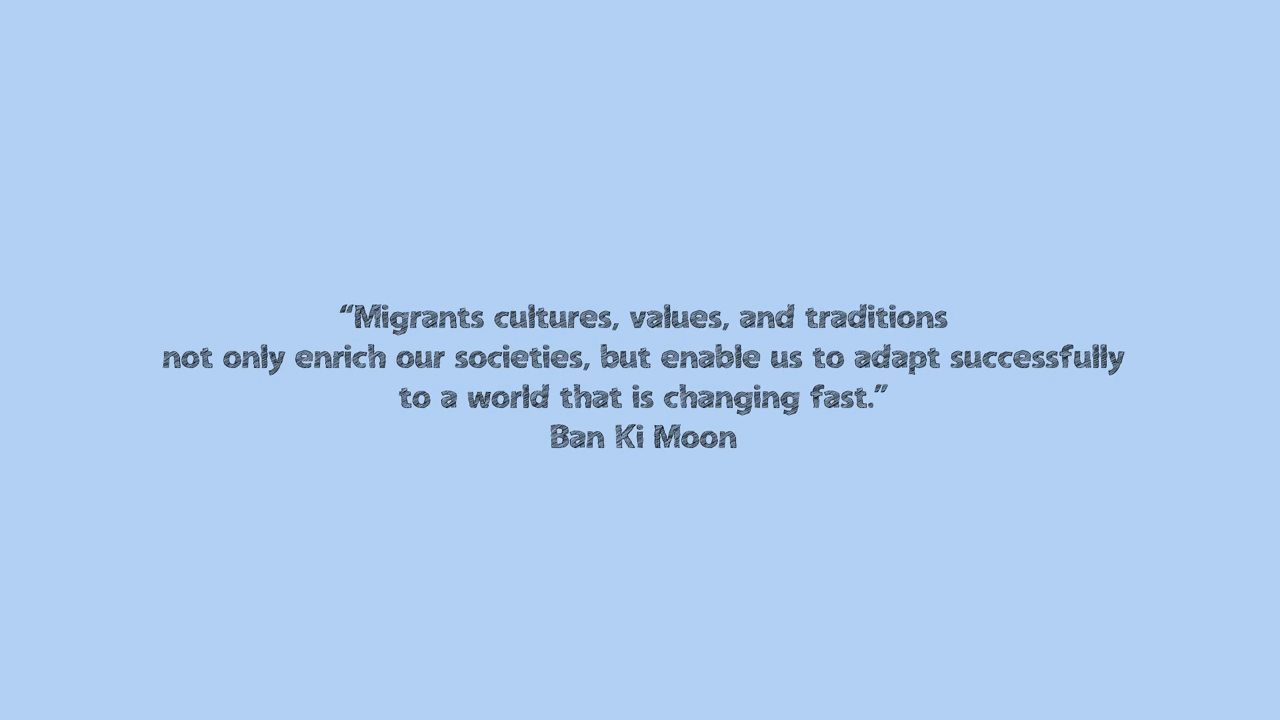 “Migrants cultures, values, and traditions
not only enrich our societies, but enable us to adapt successfully
to a world that is changing fast.”
Ban Ki Moon